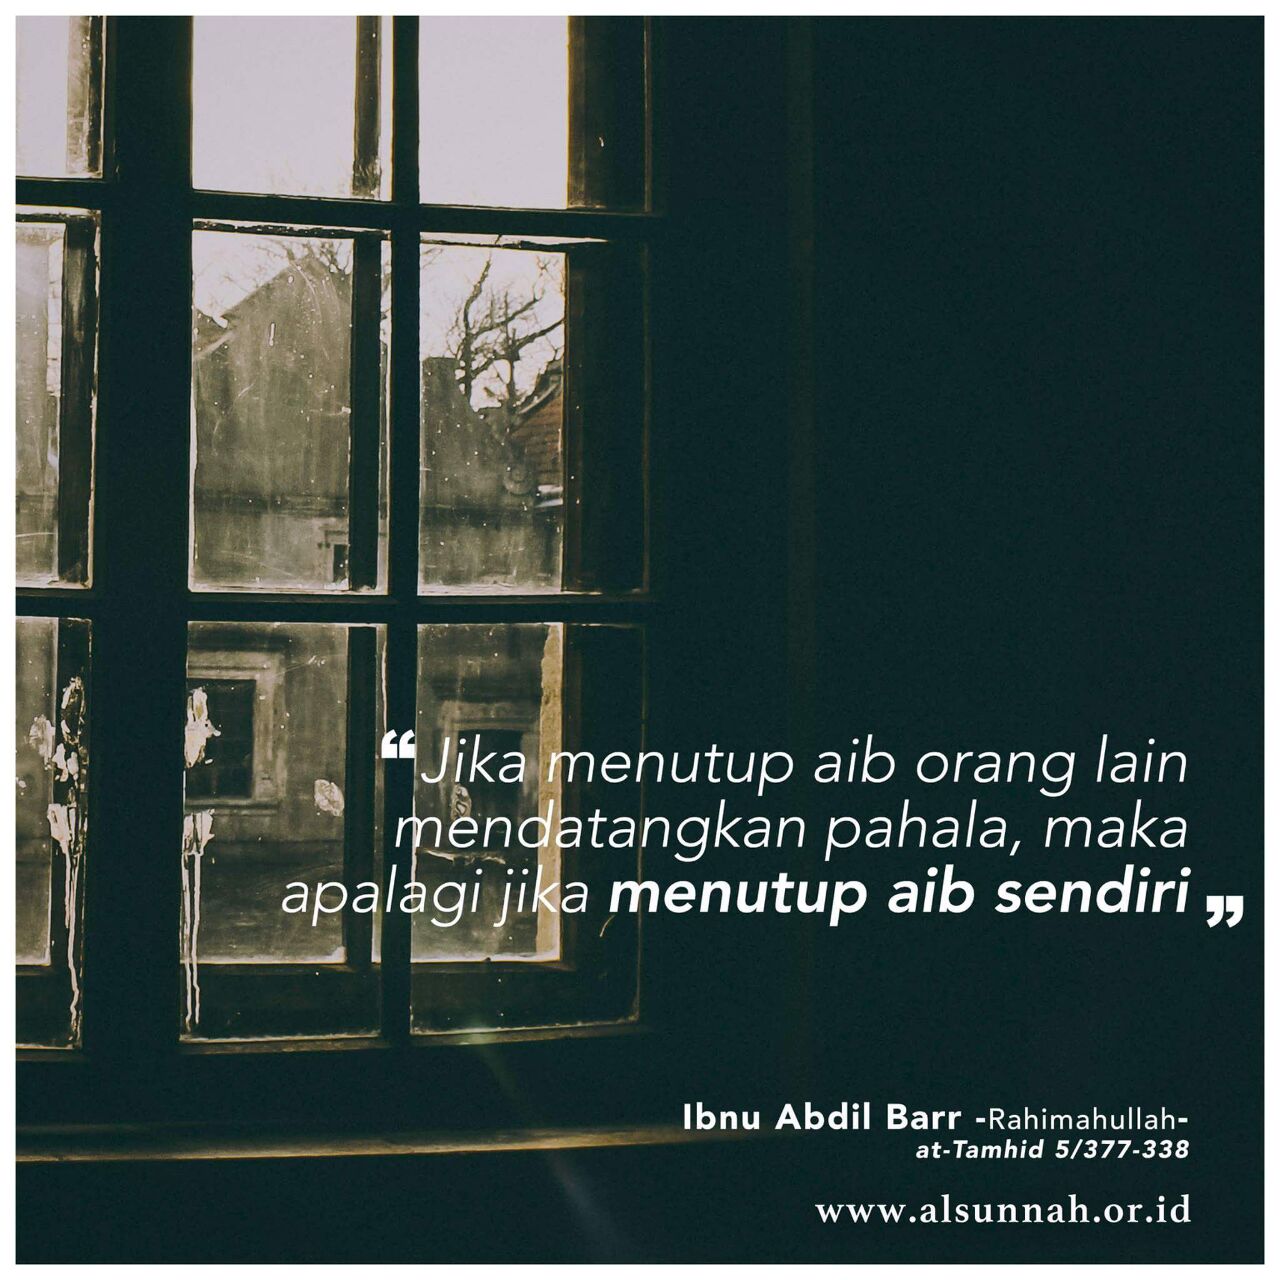 ❝ Jika menutup aib orang lain
mendatangkan pahala, maka
apalagi jika menutup aib sendiri ❞
Ibnu Abdil Barr -Rahimahullah-
at-Tamhid 5/377-338
www.alsunnah.or.id